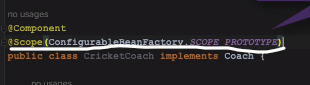 no usages
@Component
@Scope(ConfigurableBeanFactory.SCOPE_PROTOTYPE)
public class CricketCoach implements Coach {
no usages